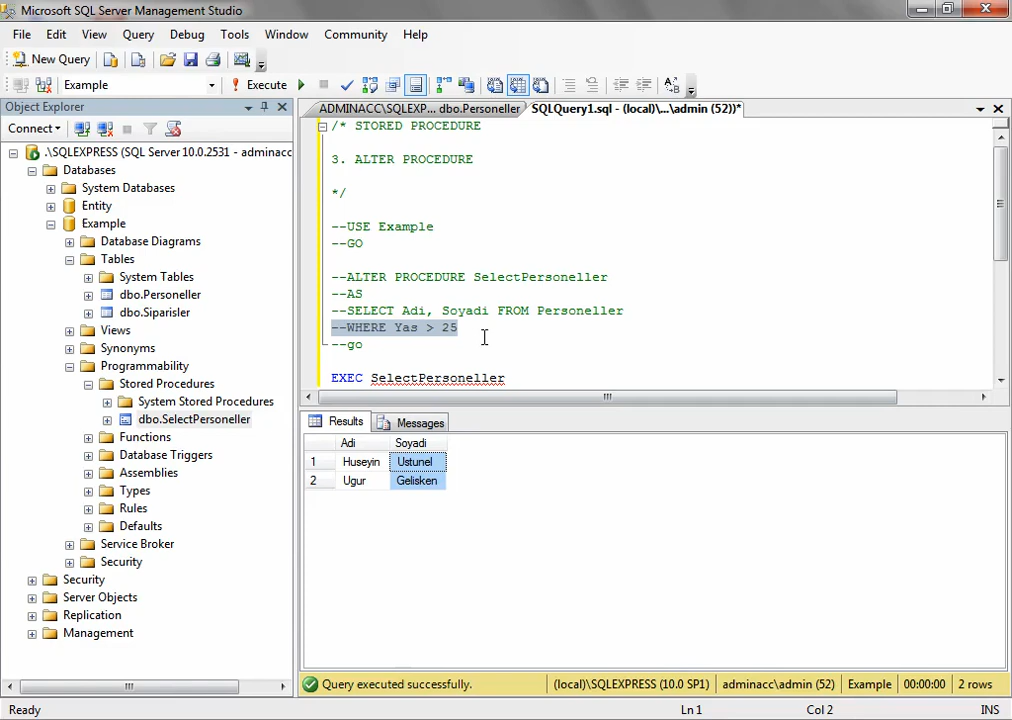 Microsoft SQL Server Management Studio
File Edit View Query Debug Tools Window Community Help
New Query
Example Execute
Object Explorer
ADMINACC\SQLEXP... dbo.Personeller
SQLQuery1.sql - (local)\...\admin (52))*
Connect
.\SQLEXPRESS (SQL Server 10.0.2531 - adminacc
Databases
System Databases
Entity
Example
Database Diagrams
Tables
System Tables
dbo.Personeller
dbo.Siparisler
Views
Synonyms
Programmability
Stored Procedures
System Stored Procedures
dbo.SelectPersoneller
Functions
Database Triggers
Assemblies
Types
Rules
Defaults
Service Broker
Security
Security
Server Objects
Replication
Management
/* STORED PROCEDURE
3. ALTER PROCEDURE
*/
--USE Example
--GO
--ALTER PROCEDURE SelectPersoneller
--AS
--SELECT Adi, Soyadi FROM Personeller
--WHERE Yas > 25
--go
EXEC SelectPersoneller
Results Messages
Adi Soyadi
1 Huseyin Ustunel
2 Ugur Gelisken
Query executed successfully. (local)\SQLEXPRESS (10.0 SP1) adminacc\admin (52) Example 00:00:00 2 rows
Ready Ln 1 Col 2 INS